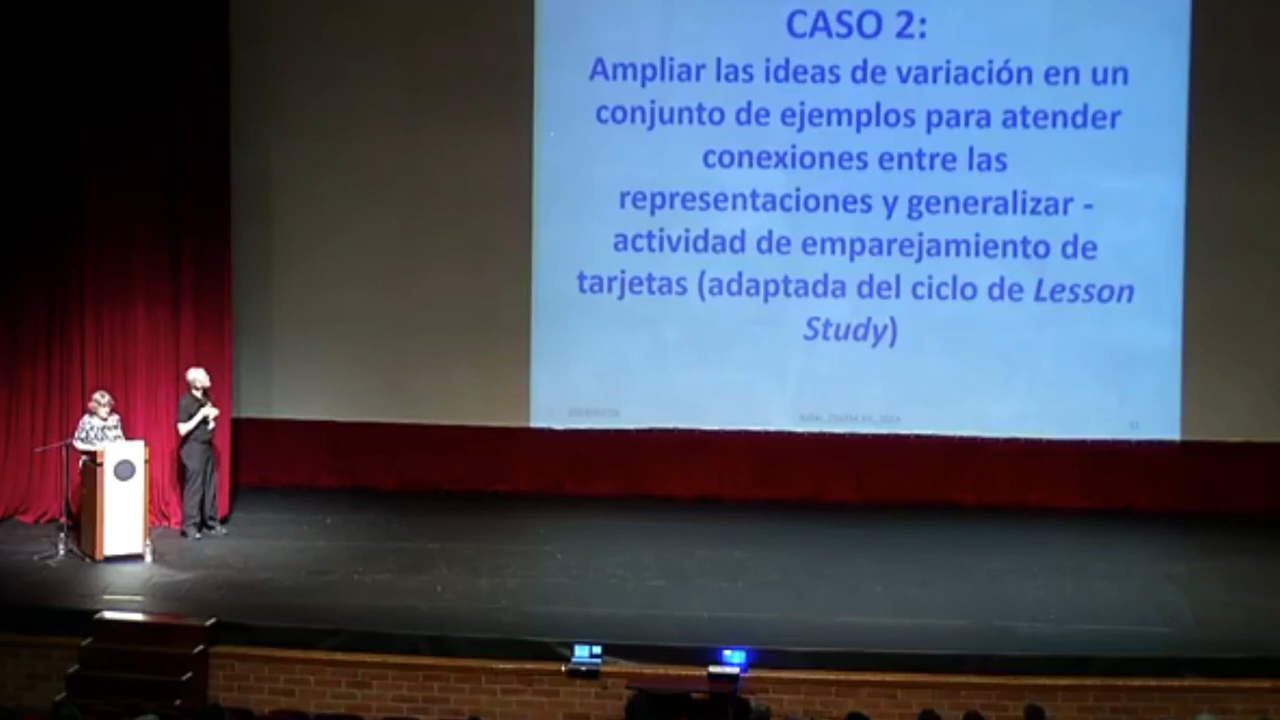 CASO 2:
Ampliar las ideas de variación en un
conjunto de ejemplos para atender
conexiones entre las
representaciones y generalizar -
actividad de emparejamiento de
tarjetas (adaptada del ciclo de Lesson
Study)